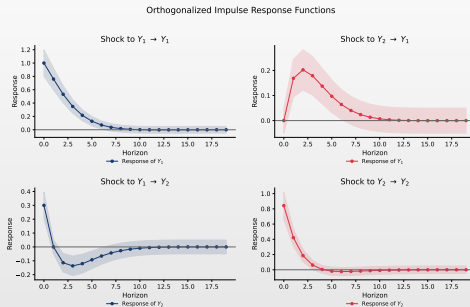 Orthogonalized Impulse Response Functions
Shock to Y₁ → Y₁
Response
1.2
1.0
0.8
0.6
0.4
0.2
0.0
0.0 2.5 5.0 7.5 10.0 12.5 15.0 17.5
Horizon
Response of Y₁
Shock to Y₂ → Y₁
Response
0.2
0.1
0.0
0.0 2.5 5.0 7.5 10.0 12.5 15.0 17.5
Horizon
Response of Y₁
Shock to Y₁ → Y₂
Response
0.4
0.3
0.2
0.1
0.0
−0.1
−0.2
0.0 2.5 5.0 7.5 10.0 12.5 15.0 17.5
Horizon
Response of Y₂
Shock to Y₂ → Y₂
Response
1.0
0.8
0.6
0.4
0.2
0.0
0.0 2.5 5.0 7.5 10.0 12.5 15.0 17.5
Horizon
Response of Y₂